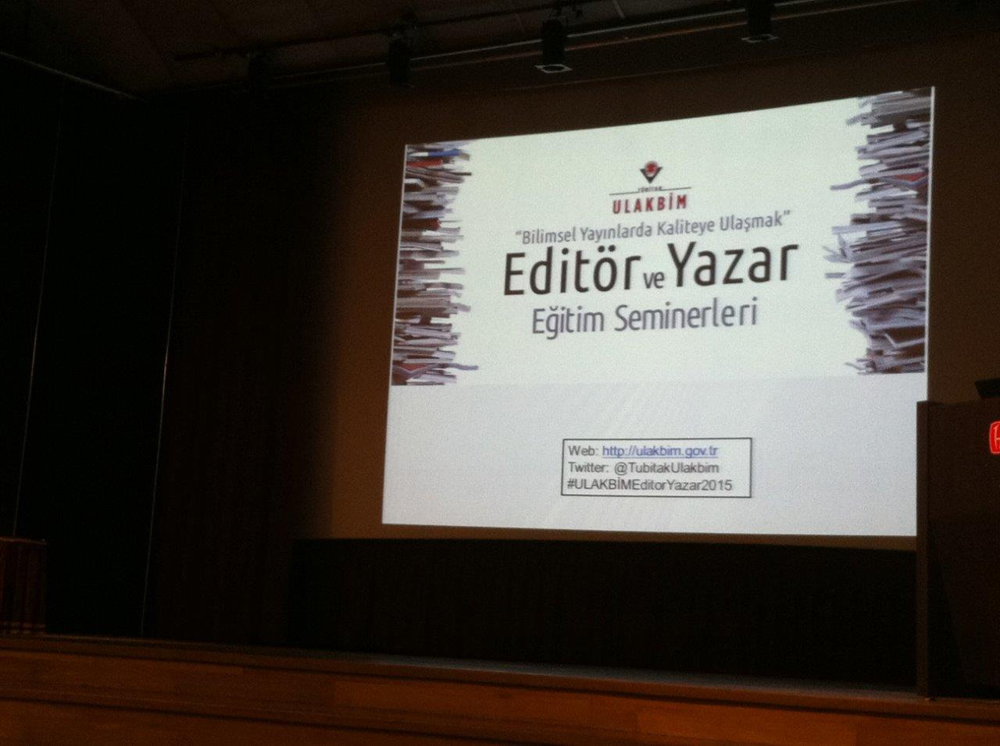 TÜBİTAK
ULAKBİM
“Bilimsel Yayınlarda Kaliteye Ulaşmak”
Editör ve Yazar
Eğitim Seminerleri
Web: http://ulakbim.gov.tr
Twitter: @TubitakUlakbim
#ULAKBİMEditorYazar2015